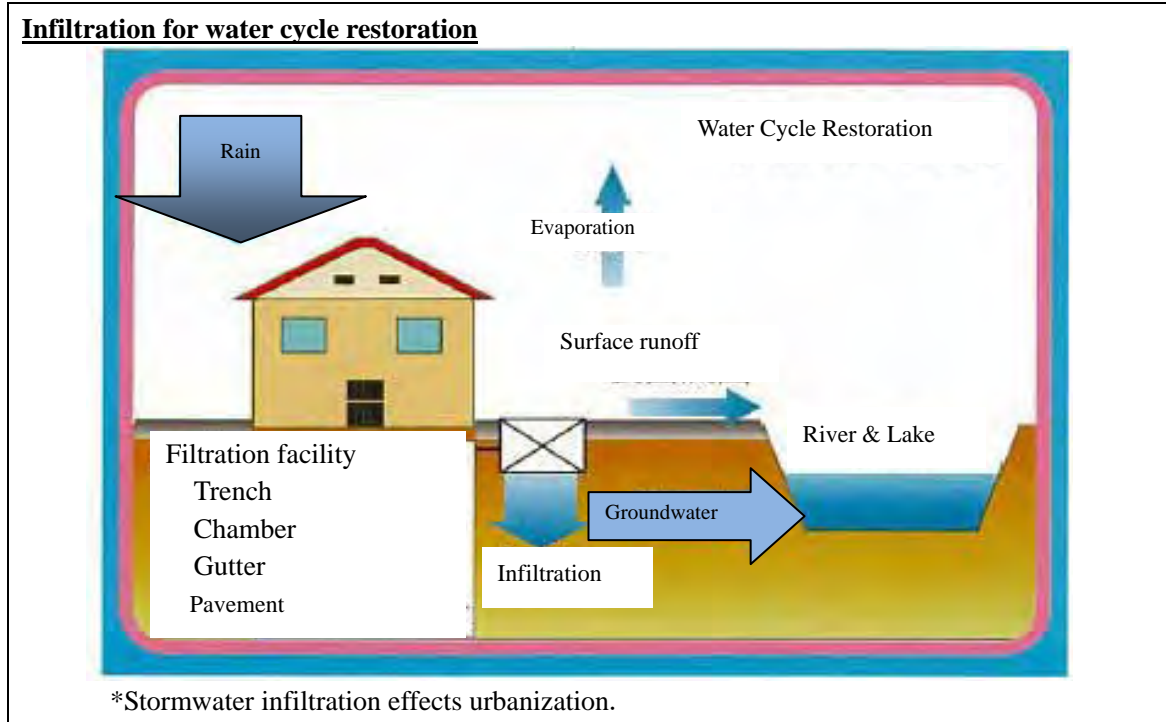 Infiltration for water cycle restoration
Water Cycle Restoration
Rain
Evaporation
Surface runoff
River & Lake
Filtration facility
Trench
Chamber
Gutter
Pavement
Groundwater
Infiltration
*Stormwater infiltration effects urbanization.